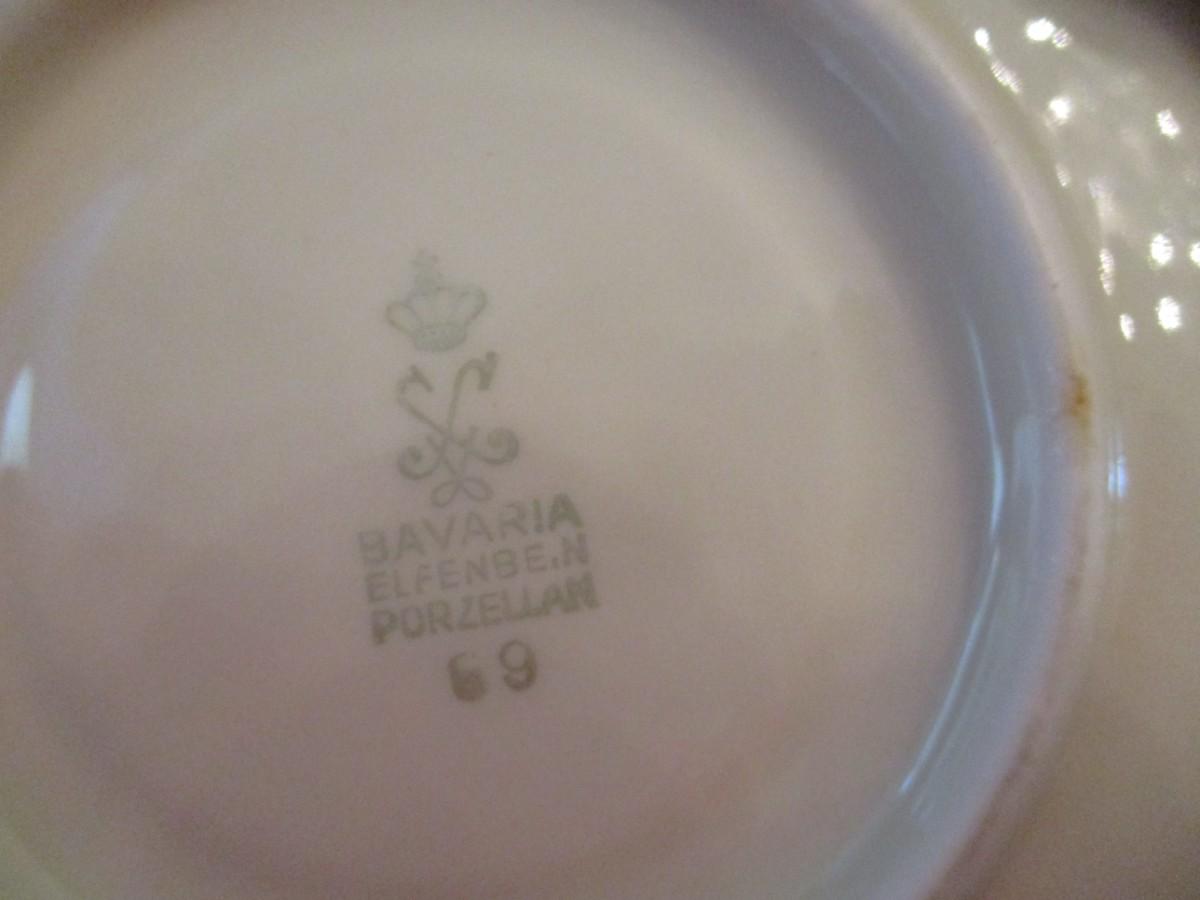 BAVARIA
ELFENBEIN
PORZELLAN
69